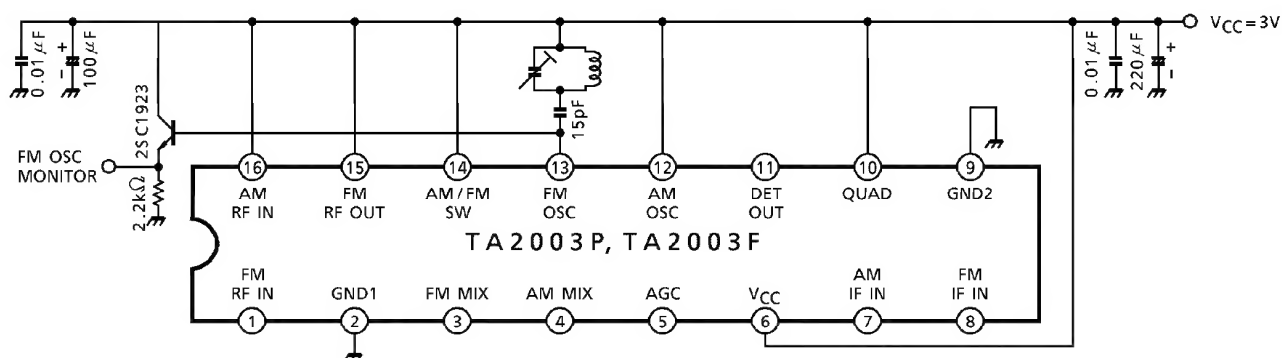 V_CC = 3V
0.01μF
100μF
2SC1923
15pF
0.01μF
220μF
FM OSC
MONITOR
2.2kΩ
16 15 14 13 12 11 10 9
AM
RF IN
FM
RF OUT
AM/FM
SW
FM
OSC
AM
OSC
DET
OUT
QUAD
GND2
TA2003P, TA2003F
FM
RF IN
GND1
FM MIX
AM MIX
AGC
V_CC
AM
IF IN
FM
IF IN
1 2 3 4 5 6 7 8